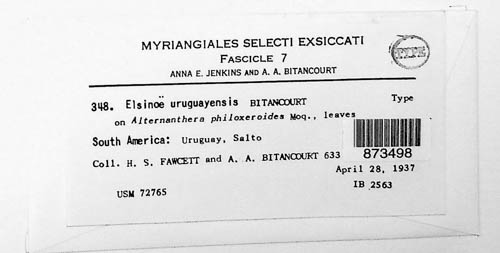 MYRIANGIALES SELECTI EXSICCATI
FASCICLE 7
ANNA E. JENKINS AND A. A. BITANCOURT
TYPE
348. Elsinoë uruguayensis BITANCOURT Type
on Alternanthera philoxeroides Moq., leaves
South America: Uruguay, Salto
Coll. H. S. FAWCETT and A. A. BITANCOURT 633
873498
April 28, 1937
USM 72765
IB 2563